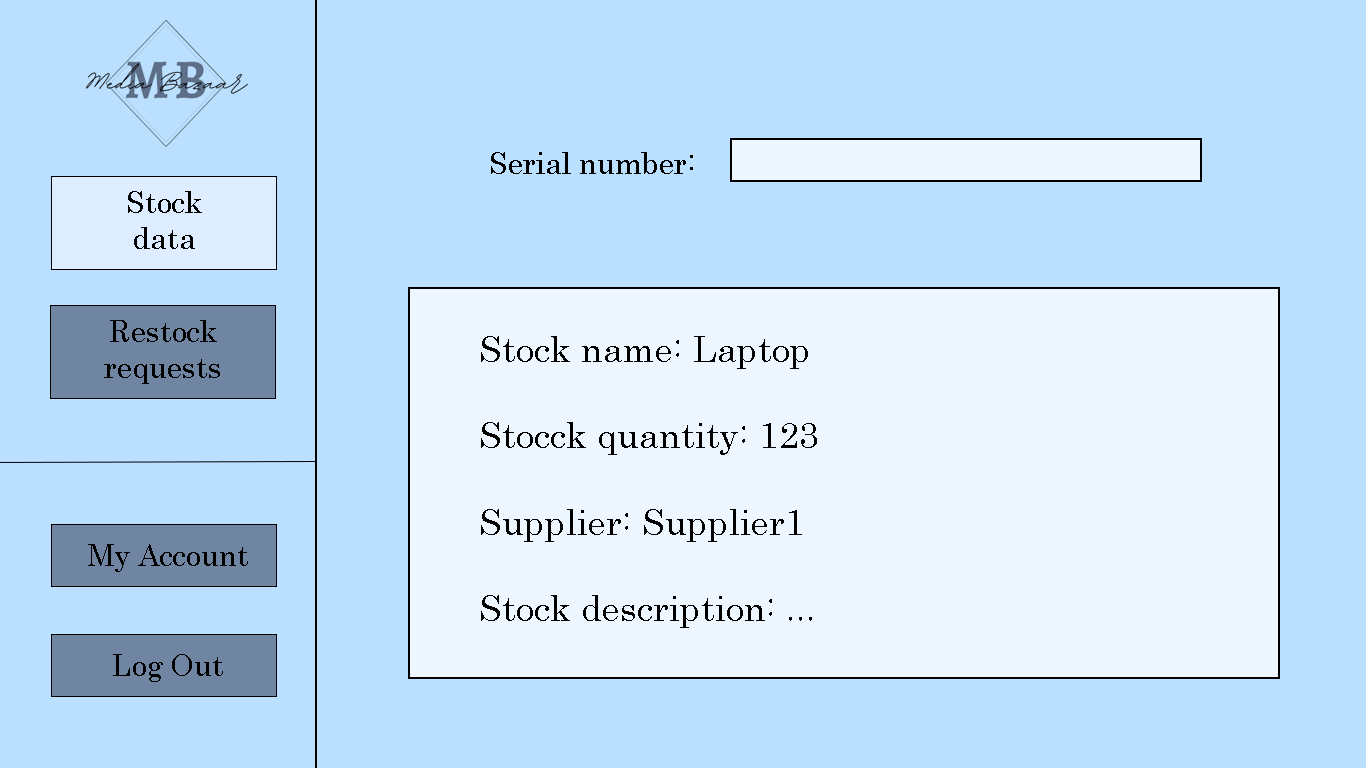 MB
Media Bazaar
Stock
data
Restock
requests
My Account
Log Out
Serial number:
Stock name: Laptop
Stocck quantity: 123
Supplier: Supplier1
Stock description: ...